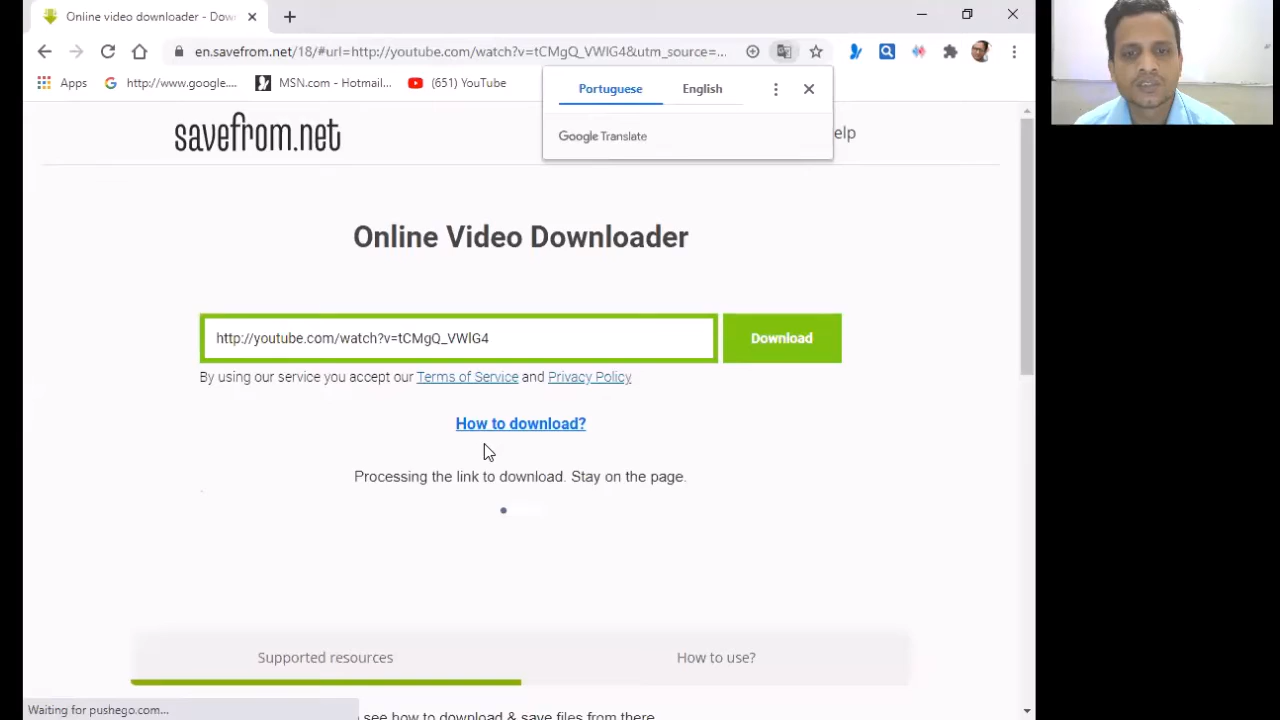 Online video downloader - Dow
en.savefrom.net/18/#url=http://youtube.com/watch?v=tCMgQ_VWlG4&utm_source=...
Apps
http://www.google....
MSN.com - Hotmail...
(651) YouTube
Portuguese
English
Google Translate
savefrom.net
elp
Online Video Downloader
http://youtube.com/watch?v=tCMgQ_VWlG4
Download
By using our service you accept our Terms of Service and Privacy Policy
How to download?
Processing the link to download. Stay on the page.
Supported resources
How to use?
Waiting for pushego.com...
see how to download & save files from there